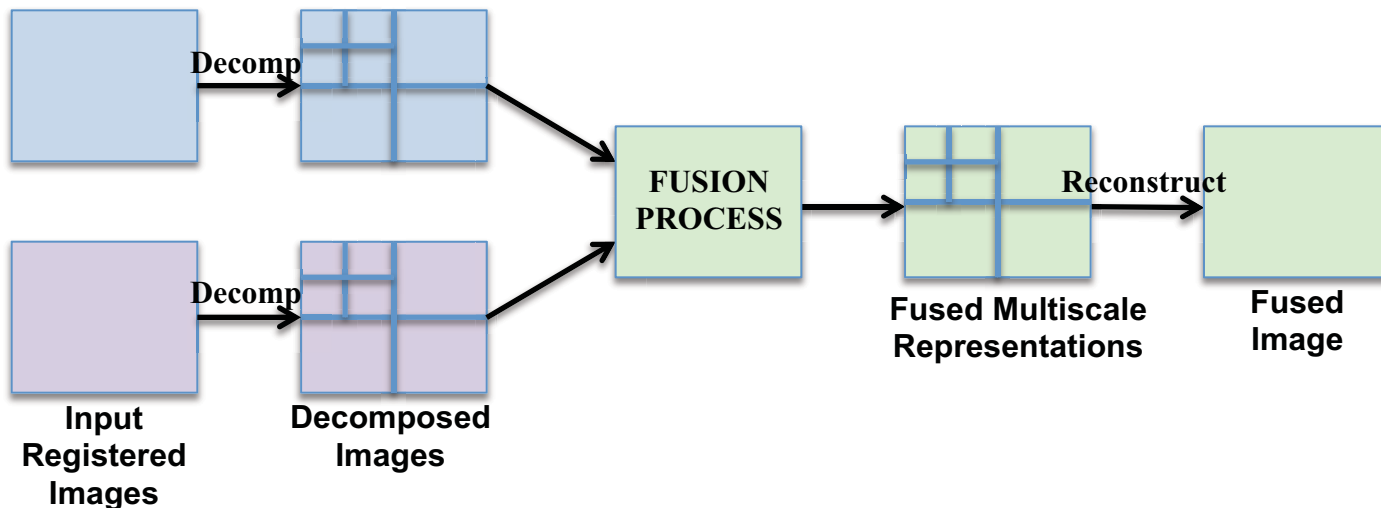 Decomp
FUSION
PROCESS
Reconstruct
Decomp
Fused Multiscale
Representations
Fused
Image
Input
Registered
Images
Decomposed
Images